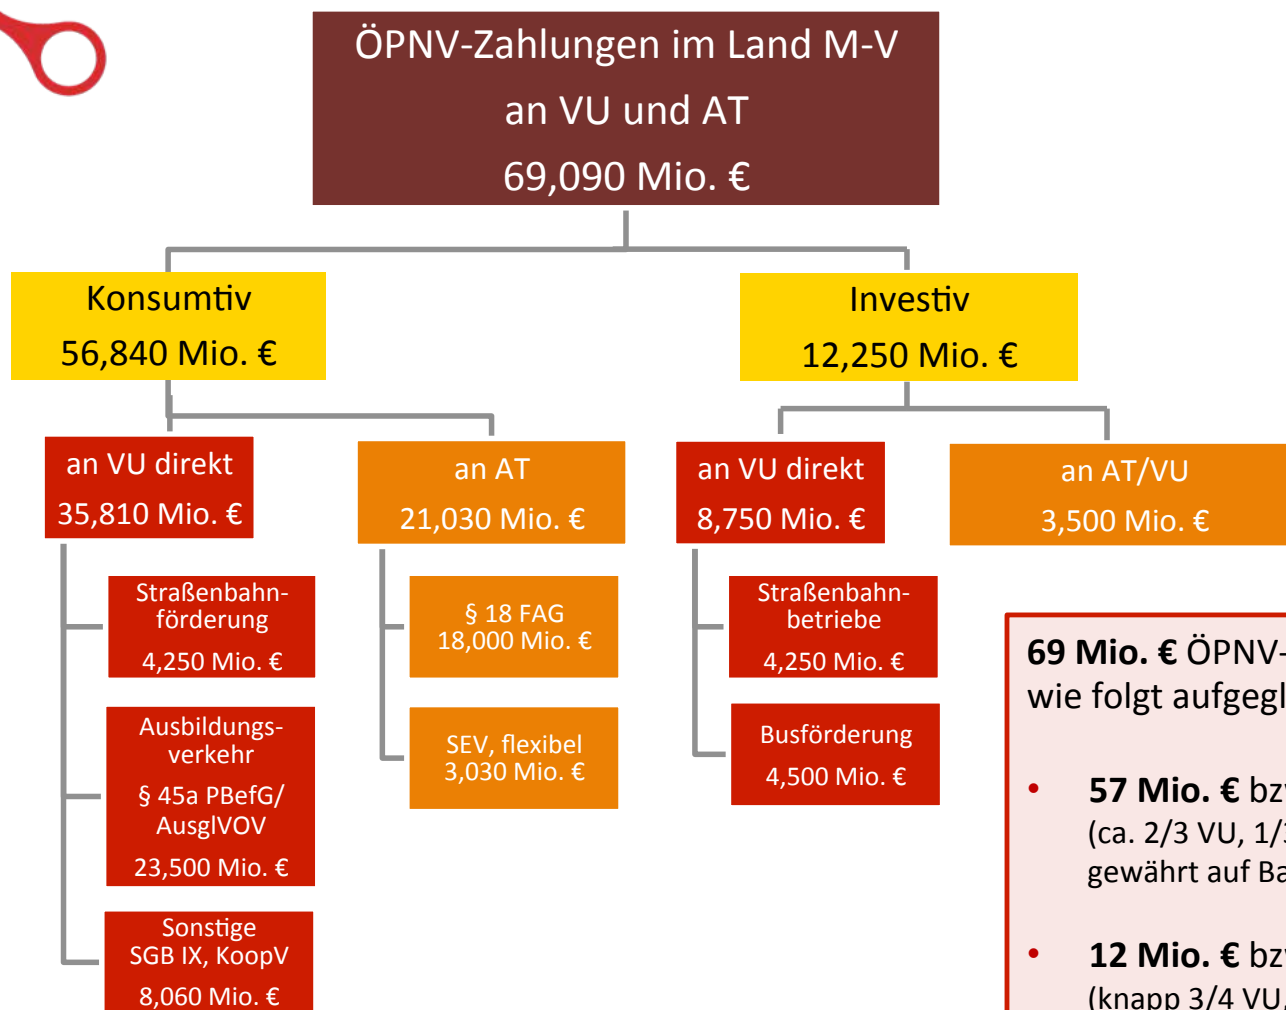 ÖPNV-Zahlungen im Land M-V
an VU und AT
69,090 Mio. €
Konsumtiv
56,840 Mio. €
Investiv
12,250 Mio. €
an VU direkt
35,810 Mio. €
an AT
21,030 Mio. €
an VU direkt
8,750 Mio. €
an AT/VU
3,500 Mio. €
Straßenbahn-
förderung
4,250 Mio. €
Ausbildungs-
verkehr
§ 45a PBefG/
AusglVOV
23,500 Mio. €
Sonstige
SGB IX, KoopV
8,060 Mio. €
§ 18 FAG
18,000 Mio. €
SEV, flexibel
3,030 Mio. €
Straßenbahn-
betriebe
4,250 Mio. €
Busförderung
4,500 Mio. €
69 Mio. € ÖPNV-
wie folgt aufgegl
• 57 Mio. € bzv
(ca. 2/3 VU, 1/3
gewährt auf Ba
• 12 Mio. € bzv
(knapp 3/4 VU,